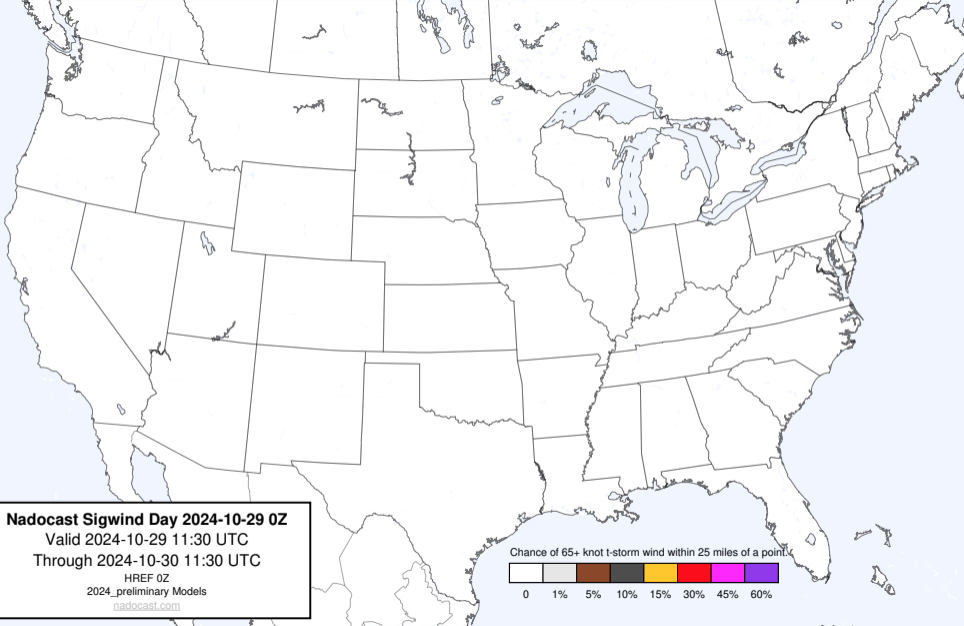 Nadocast Sigwind Day 2024-10-29 0Z
Valid 2024-10-29 11:30 UTC
Through 2024-10-30 11:30 UTC
HREF 0Z
2024_preliminary Models
nadocast.com
Chance of 65+ knot t-storm wind within 25 miles of a point.
0 1% 5% 10% 15% 30% 45% 60%